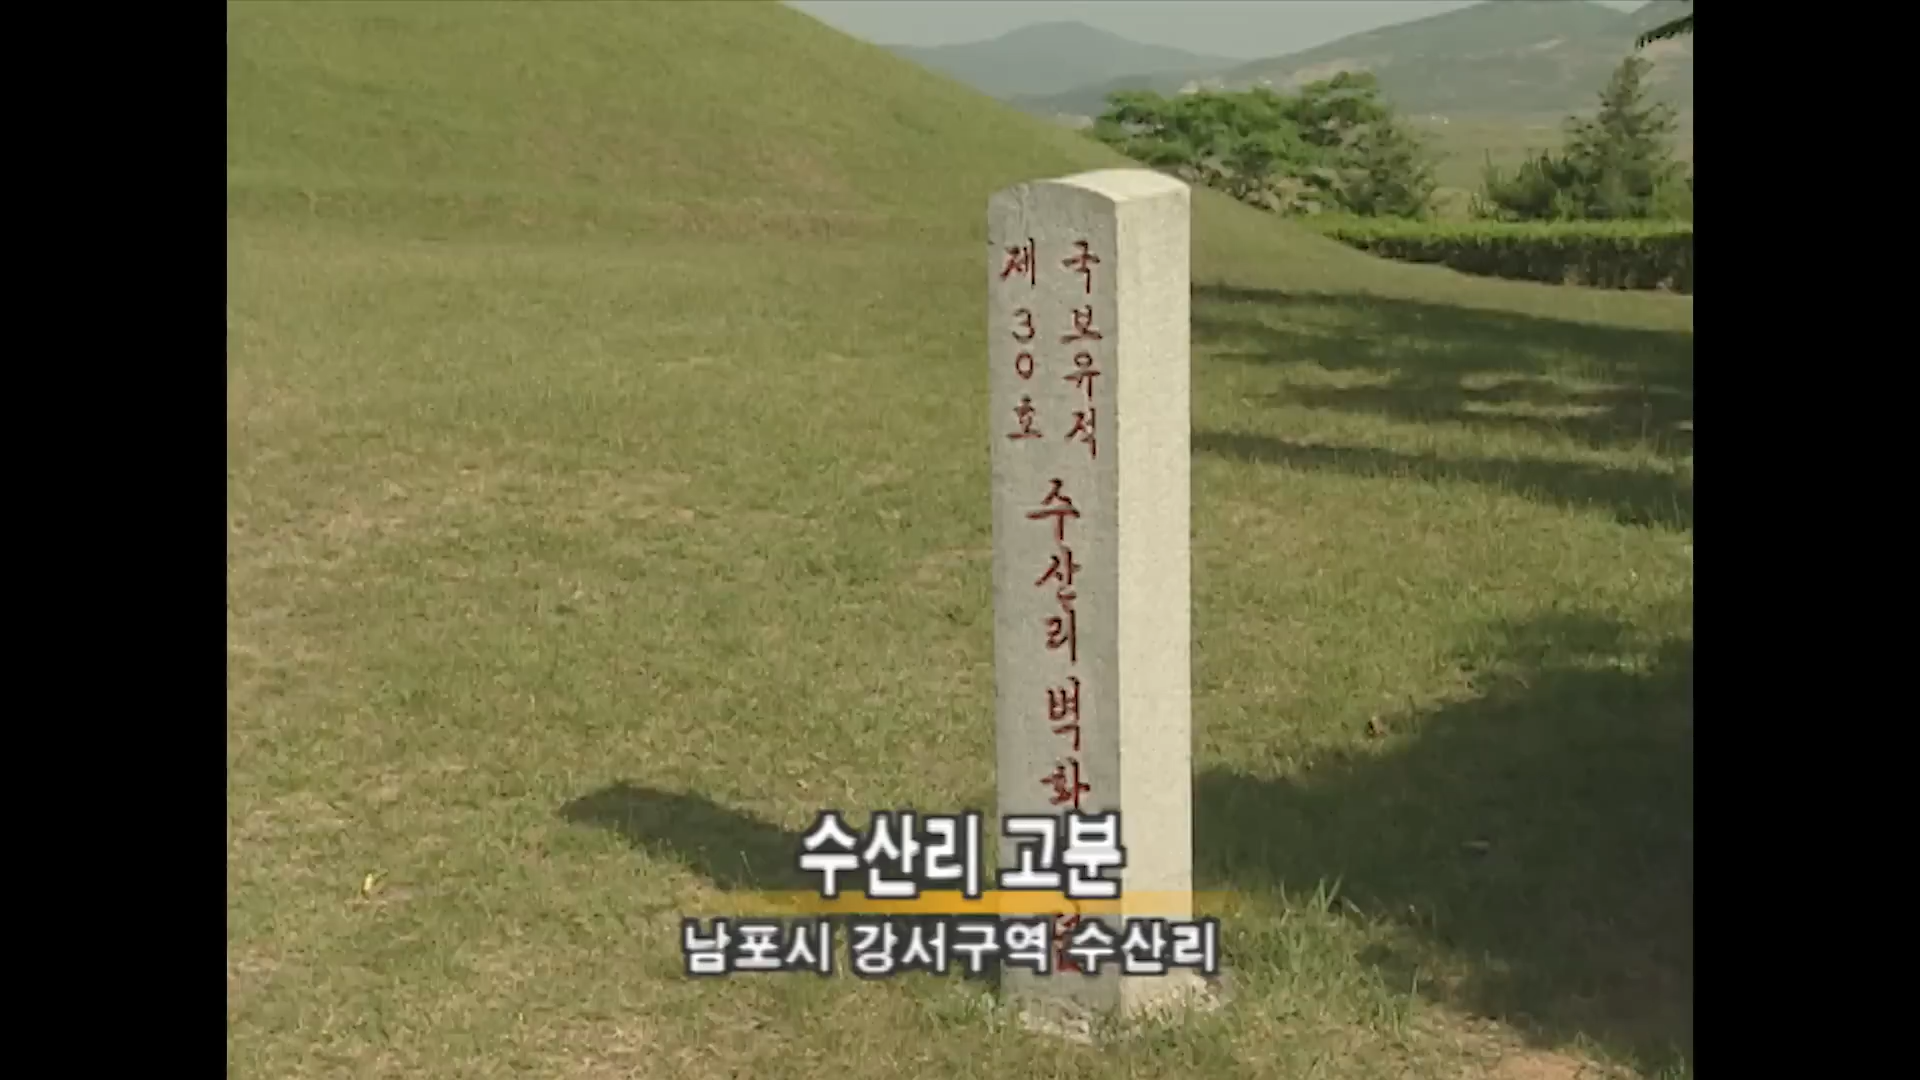 국보유적
제30호
수산리벽화
수산리 고분
남포시 강서구역 수산리